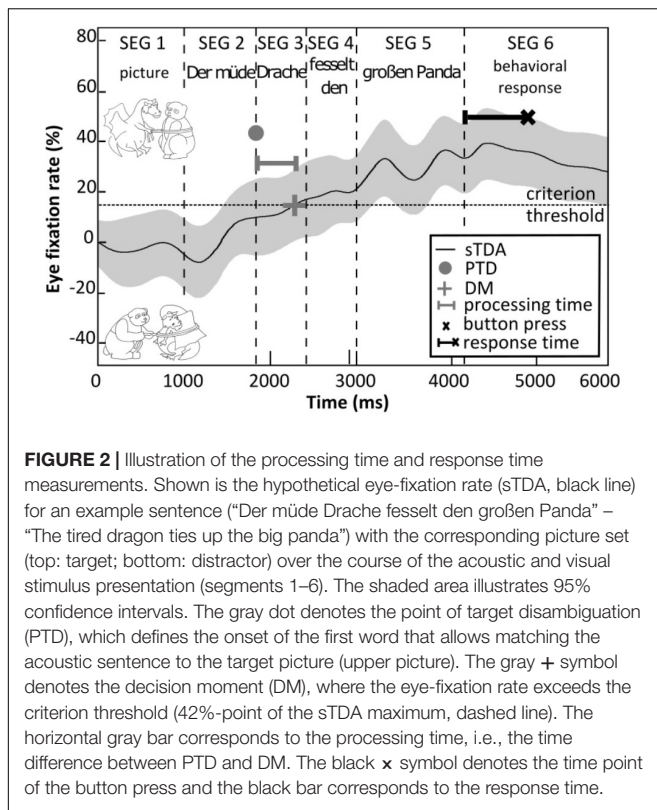 SEG 1 SEG 2 SEG 3 SEG 4 SEG 5 SEG 6
picture Der müde Drache fesselt den großen Panda behavioral response
80
60
40
20
0
-20
-40
Eye fixation rate (%)
criterion
threshold
sTDA
PTD
DM
processing time
button press
response time
0 1000 2000 3000 4000 5000 6000
Time (ms)
FIGURE 2 | Illustration of the processing time and response time
measurements. Shown is the hypothetical eye-fixation rate (sTDA, black line)
for an example sentence (“Der müde Drache fesselt den großen Panda” –
“The tired dragon ties up the big panda”) with the corresponding picture set
(top: target; bottom: distractor) over the course of the acoustic and visual
stimulus presentation (segments 1–6). The shaded area illustrates 95%
confidence intervals. The gray dot denotes the point of target disambiguation
(PTD), which defines the onset of the first word that allows matching the
acoustic sentence to the target picture (upper picture). The gray + symbol
denotes the decision moment (DM), where the eye-fixation rate exceeds the
criterion threshold (42%-point of the sTDA maximum, dashed line). The
horizontal gray bar corresponds to the processing time, i.e., the time
difference between PTD and DM. The black × symbol denotes the time point
of the button press and the black bar corresponds to the response time.